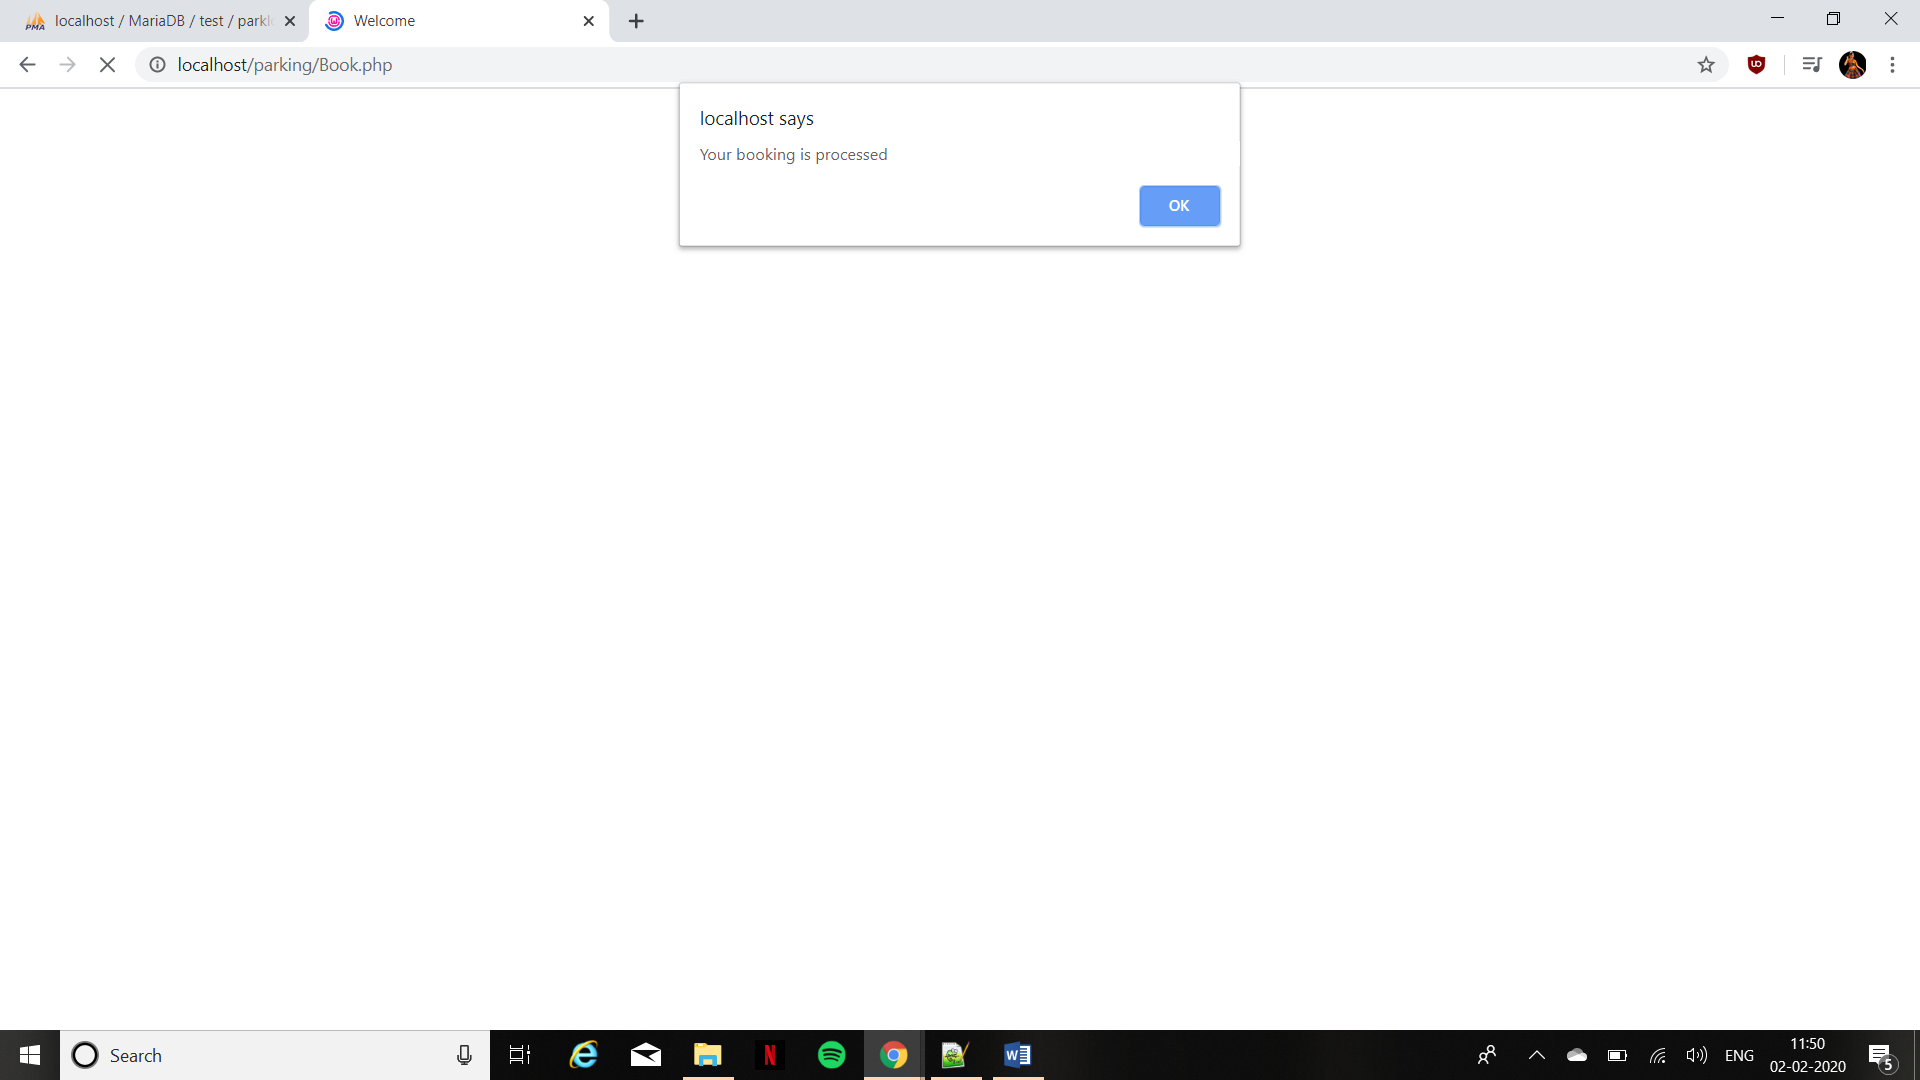 localhost / MariaDB / test / parkl
Welcome
localhost/parking/Book.php
localhost says
Your booking is processed
OK
Search
ENG
11:50
02-02-2020
5